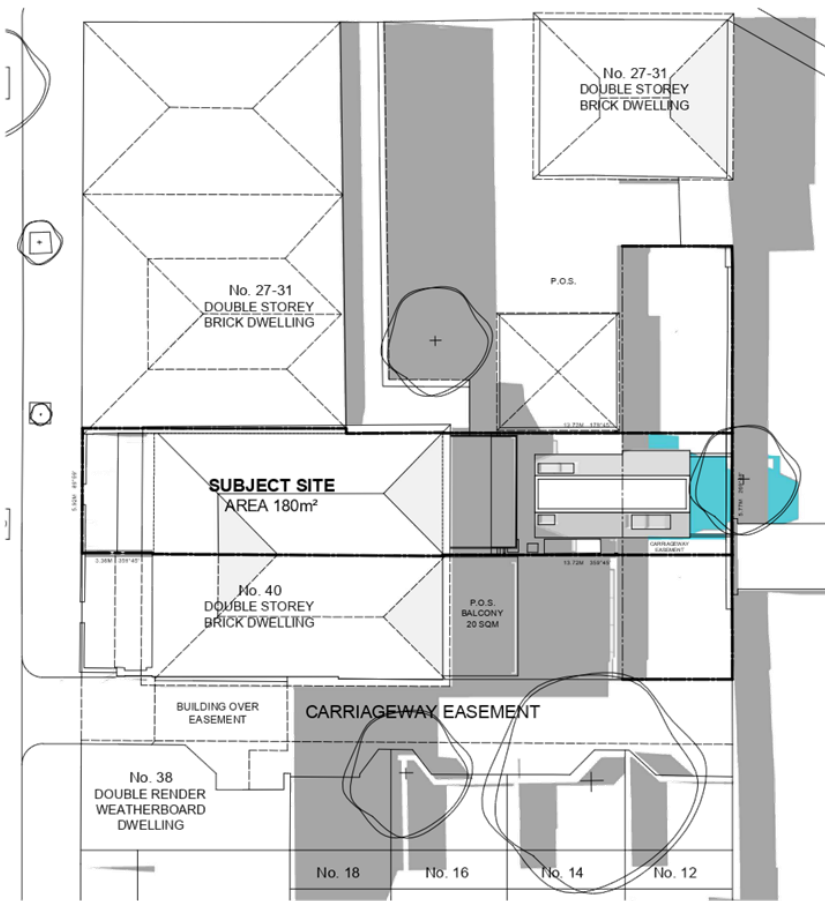 No. 27-31
DOUBLE STOREY
BRICK DWELLING
No. 27-31
DOUBLE STOREY
BRICK DWELLING
P.O.S.
SUBJECT SITE
AREA 180m²
CARRIAGEWAY
EASEMENT
No. 40
DOUBLE STOREY
BRICK DWELLING
P.O.S.
BALCONY
20 SQM
BUILDING OVER
EASEMENT
CARRIAGEWAY EASEMENT
No. 38
DOUBLE RENDER
WEATHERBOARD
DWELLING
No. 18
No. 16
No. 14
No. 12